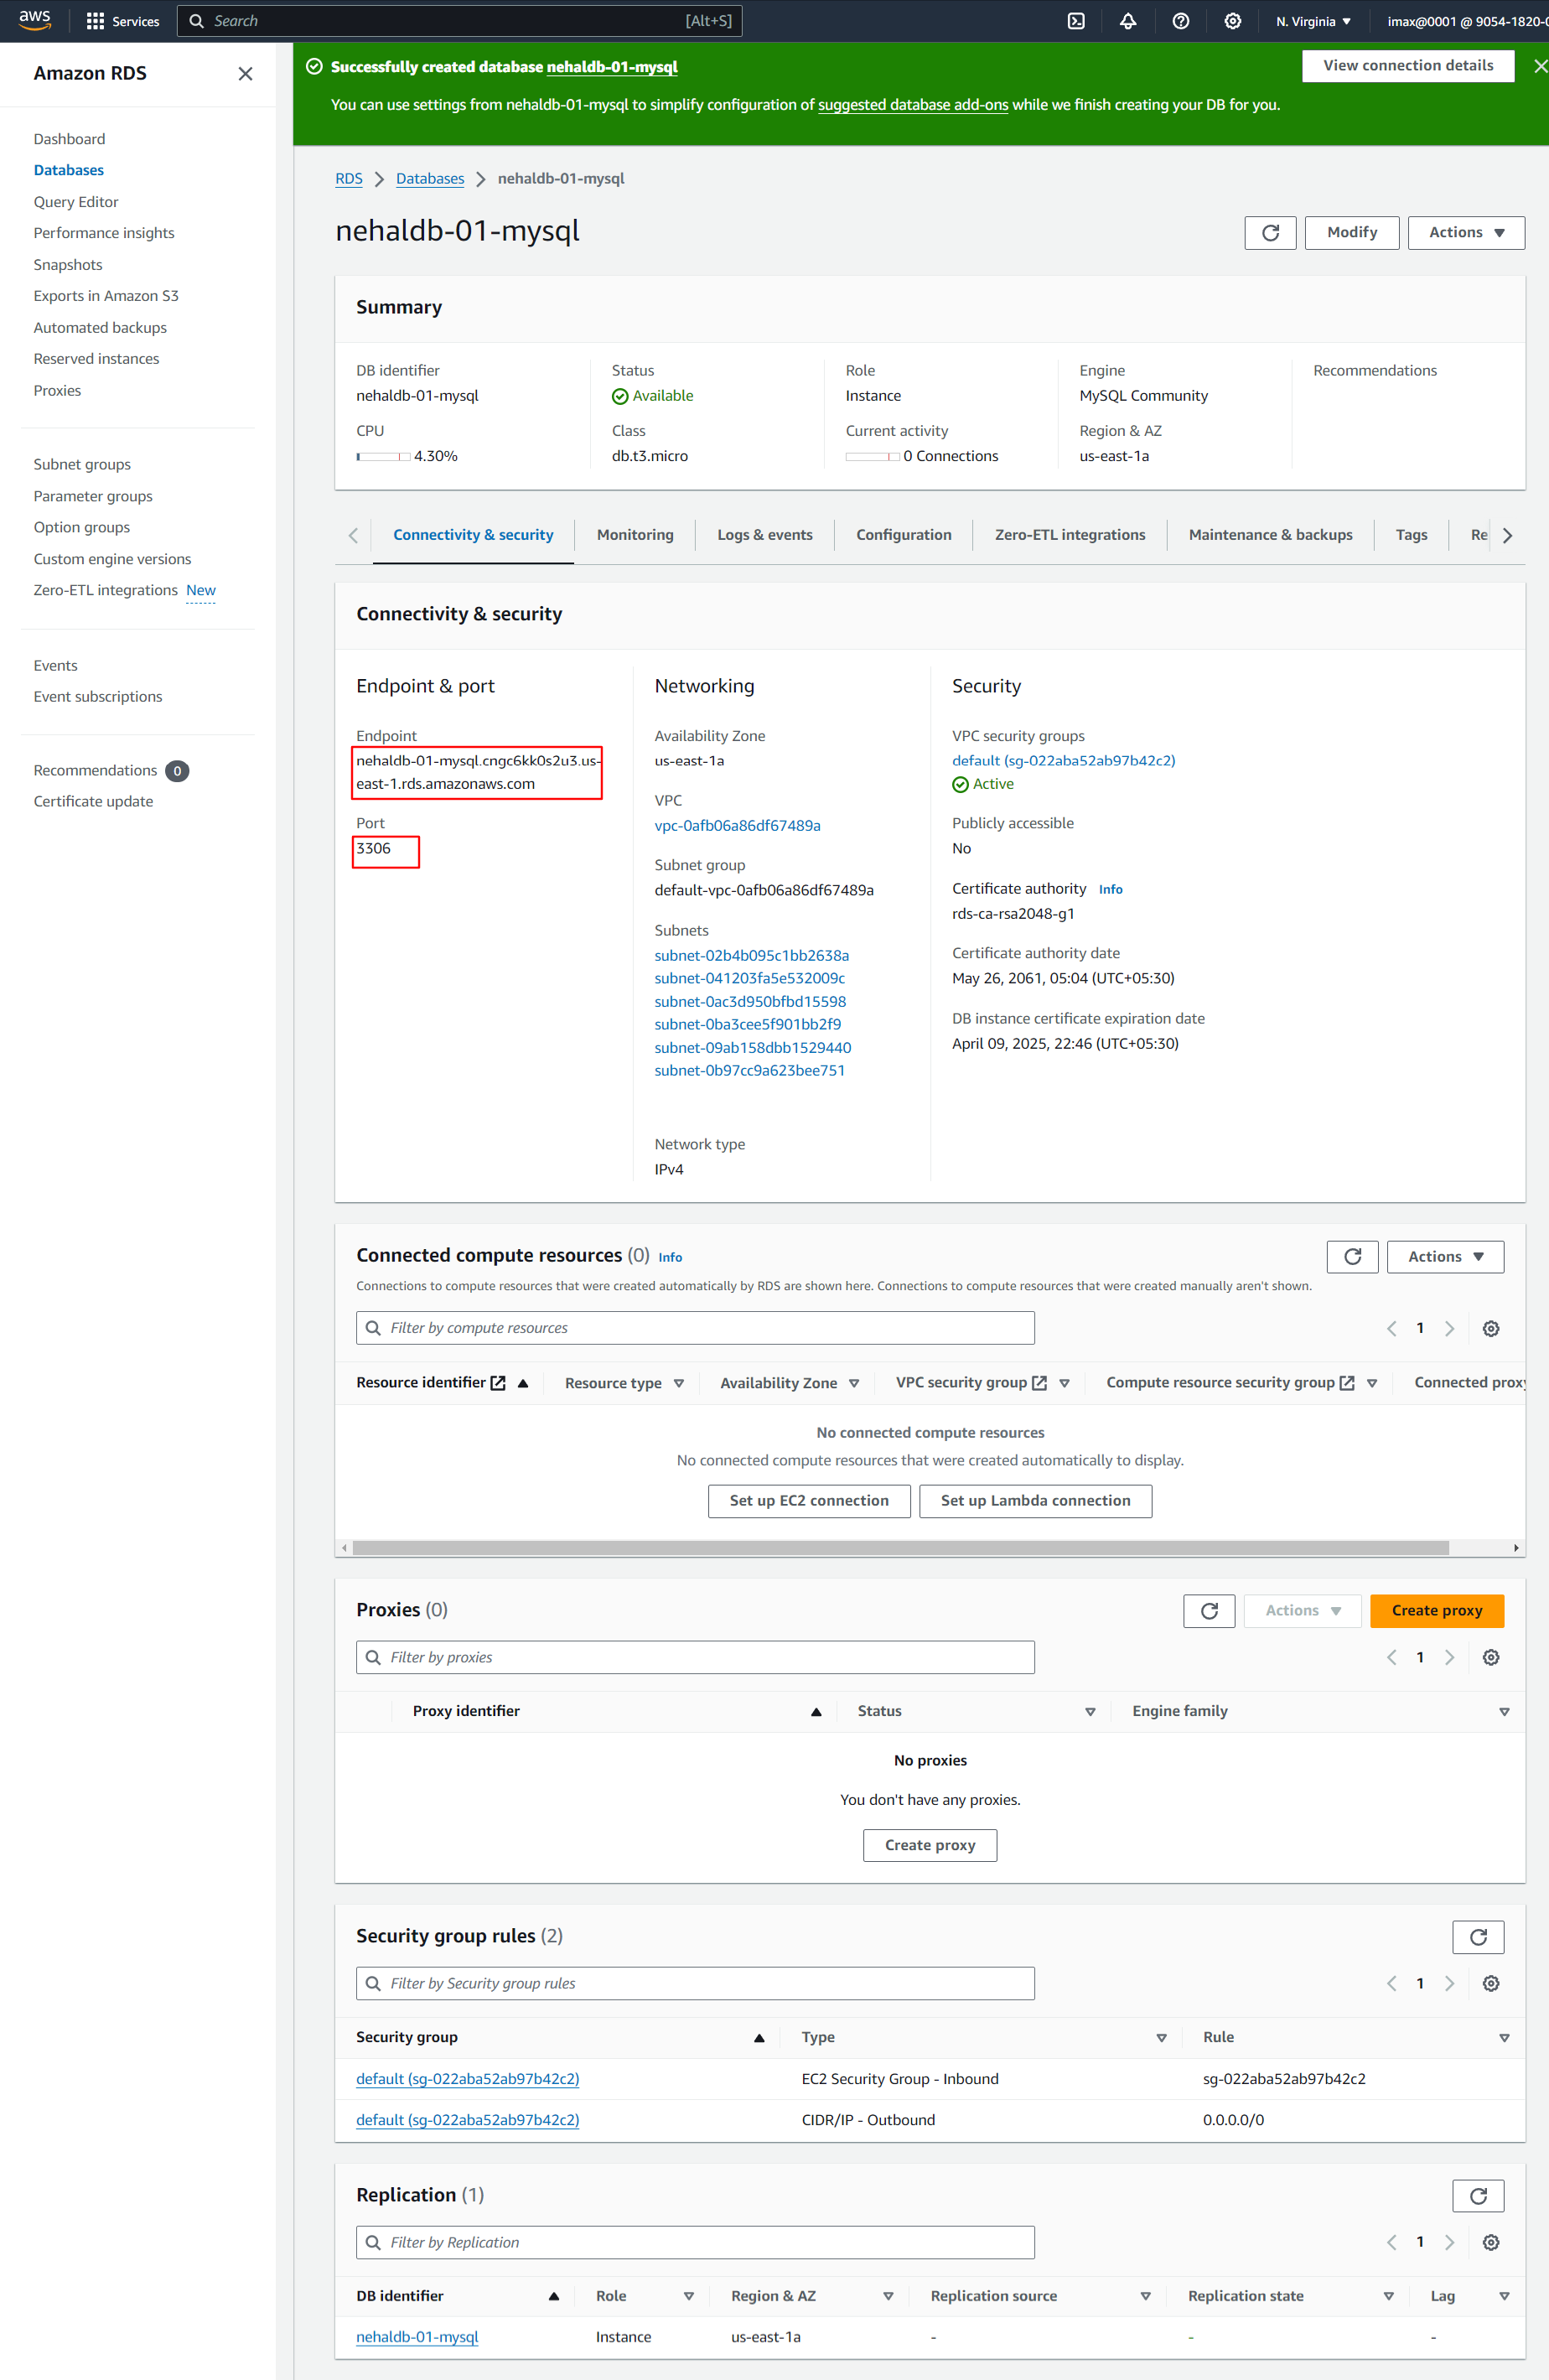 aws
Services
Search
[Alt+S]
N. Virginia
imax@0001 @ 9054-1820-0
Amazon RDS
Dashboard
Databases
Query Editor
Performance insights
Snapshots
Exports in Amazon S3
Automated backups
Reserved instances
Proxies
Subnet groups
Parameter groups
Option groups
Custom engine versions
Zero-ETL integrations New
Events
Event subscriptions
Recommendations 0
Certificate update
Successfully created database nehaldb-01-mysql
You can use settings from nehaldb-01-mysql to simplify configuration of suggested database add-ons while we finish creating your DB for you.
View connection details
RDS
Databases
nehaldb-01-mysql
nehaldb-01-mysql
Modify
Actions
Summary
DB identifier
nehaldb-01-mysql
Status
Available
Role
Instance
Engine
MySQL Community
Recommendations
CPU
4.30%
Class
db.t3.micro
Current activity
0 Connections
Region & AZ
us-east-1a
Connectivity & security
Monitoring
Logs & events
Configuration
Zero-ETL integrations
Maintenance & backups
Tags
Re
Connectivity & security
Endpoint & port
Endpoint
nehaldb-01-mysql.cngc6kk0s2u3.us-
east-1.rds.amazonaws.com
Port
3306
Networking
Availability Zone
us-east-1a
VPC
vpc-0afb06a86df67489a
Subnet group
default-vpc-0afb06a86df67489a
Subnets
subnet-02b4b095c1bb2638a
subnet-041203fa5e532009c
subnet-0ac3d950bfbd15598
subnet-0ba3cee5f901bb2f9
subnet-09ab158dbb1529440
subnet-0b97cc9a623bee751
Network type
IPv4
Security
VPC security groups
default (sg-022aba52ab97b42c2)
Active
Publicly accessible
No
Certificate authority Info
rds-ca-rsa2048-g1
Certificate authority date
May 26, 2061, 05:04 (UTC+05:30)
DB instance certificate expiration date
April 09, 2025, 22:46 (UTC+05:30)
Connected compute resources (0) Info
Actions
Connections to compute resources that were created automatically by RDS are shown here. Connections to compute resources that were created manually aren't shown.
Filter by compute resources
1
Resource identifier
Resource type
Availability Zone
VPC security group
Compute resource security group
Connected proxy
No connected compute resources
No connected compute resources that were created automatically to display.
Set up EC2 connection
Set up Lambda connection
Proxies (0)
Actions
Create proxy
Filter by proxies
1
Proxy identifier
Status
Engine family
No proxies
You don't have any proxies.
Create proxy
Security group rules (2)
Filter by Security group rules
1
Security group
Type
Rule
default (sg-022aba52ab97b42c2)
EC2 Security Group - Inbound
sg-022aba52ab97b42c2
default (sg-022aba52ab97b42c2)
CIDR/IP - Outbound
0.0.0.0/0
Replication (1)
Filter by Replication
1
DB identifier
Role
Region & AZ
Replication source
Replication state
Lag
nehaldb-01-mysql
Instance
us-east-1a
-
-
-